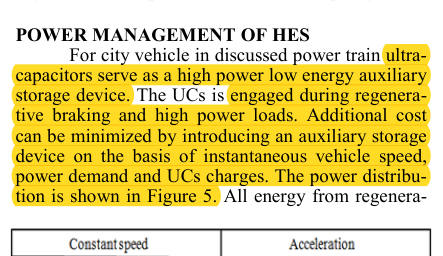 POWER MANAGEMENT OF HES
For city vehicle in discussed power train ultra-
capacitors serve as a high power low energy auxiliary
storage device. The UCs is engaged during regenera-
tive braking and high power loads. Additional cost
can be minimized by introducing an auxiliary storage
device on the basis of instantaneous vehicle speed,
power demand and UCs charges. The power distribu-
tion is shown in Figure 5. All energy from regenera-
Constant speed Acceleration